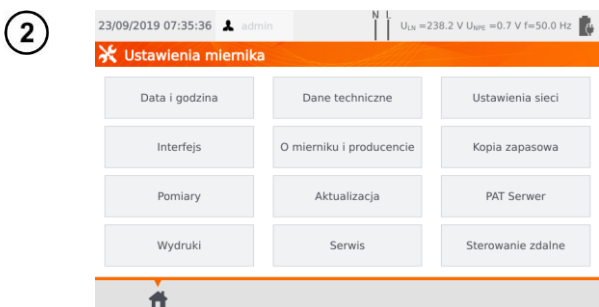 2
23/09/2019 07:35:36 admin N L U_LN =238.2 V U_NPE =0.7 V f=50.0 Hz
Ustawienia miernika
Data i godzina Dane techniczne Ustawienia sieci
Interfejs O mierniku i producencie Kopia zapasowa
Pomiary Aktualizacja PAT Serwer
Wydruki Serwis Sterowanie zdalne